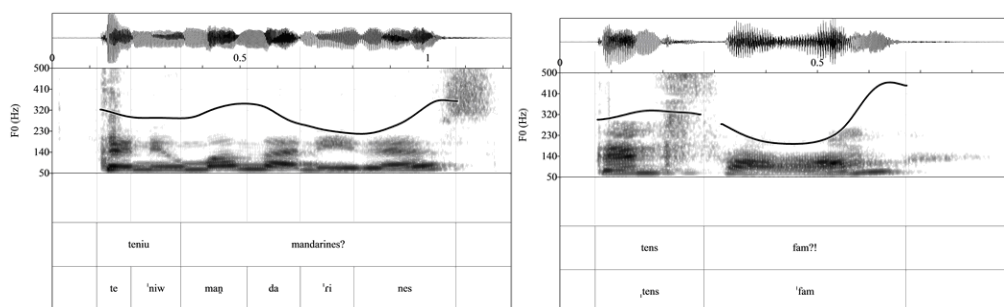 0 0.5 1
500
410
320
230
140
50
F0 (Hz)
teniu mandarines?
te ˈniw maŋ da ˈri nes
0 0.5
500
410
320
230
140
50
F0 (Hz)
tens fam?!
ˌtens ˈfam